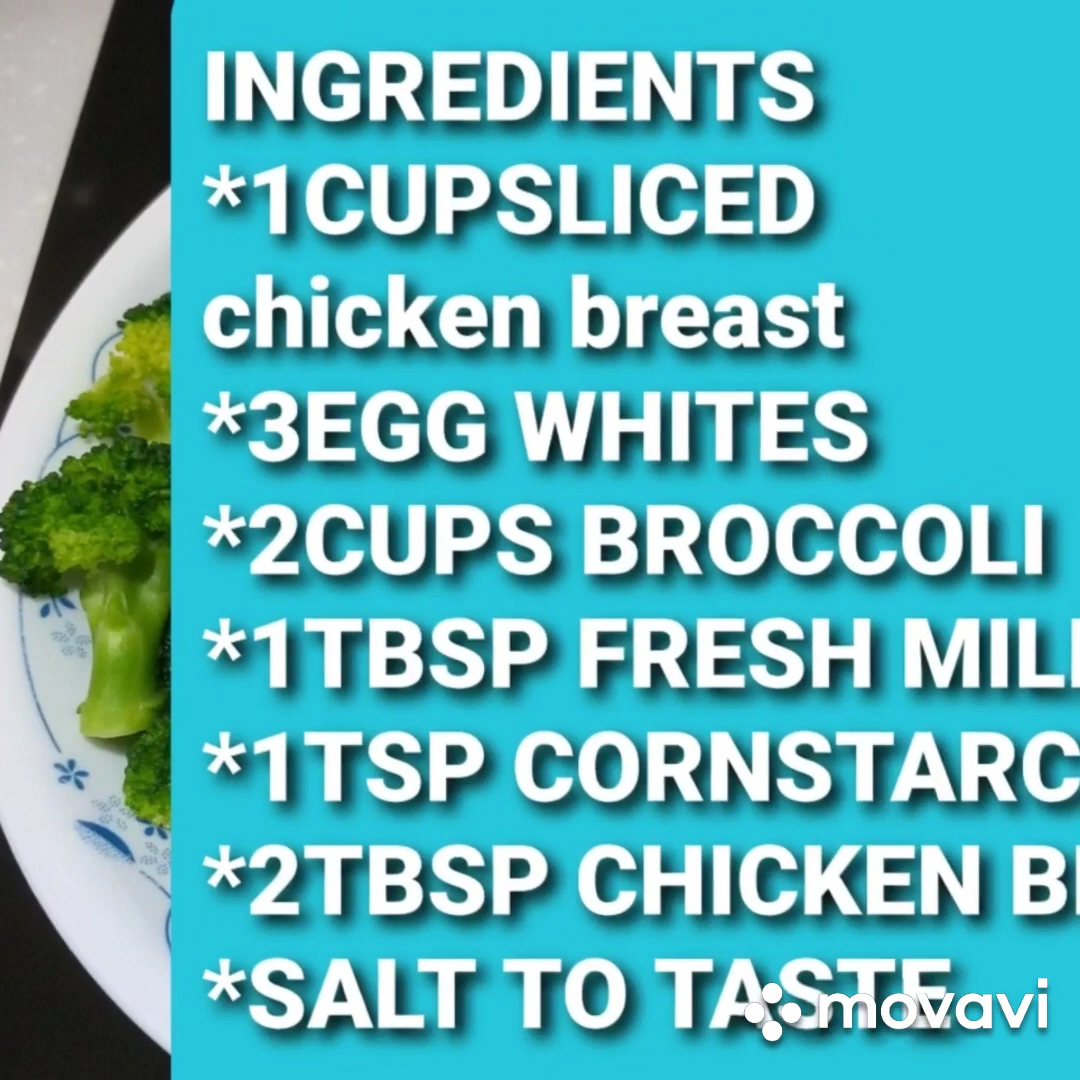 INGREDIENTS
*1CUPSLICED
chicken breast
*3EGG WHITES
*2CUPS BROCCOLI
*1TBSP FRESH
*1TSP
*2TBSP CHICKEN
*SALT TO TASTE
movavi